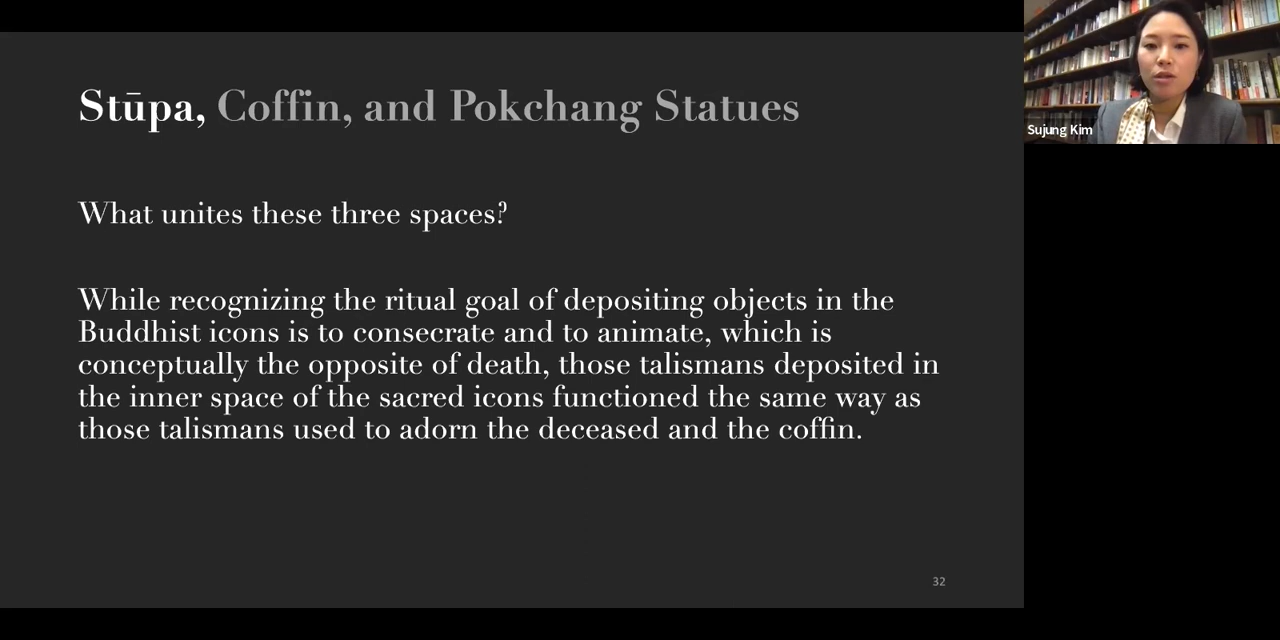 Stūpa, Coffin, and Pokchang Statues
What unites these three spaces?
While recognizing the ritual goal of depositing objects in the
Buddhist icons is to consecrate and to animate, which is
conceptually the opposite of death, those talismans deposited in
the inner space of the sacred icons functioned the same way as
those talismans used to adorn the deceased and the coffin.
32
Sujung Kim